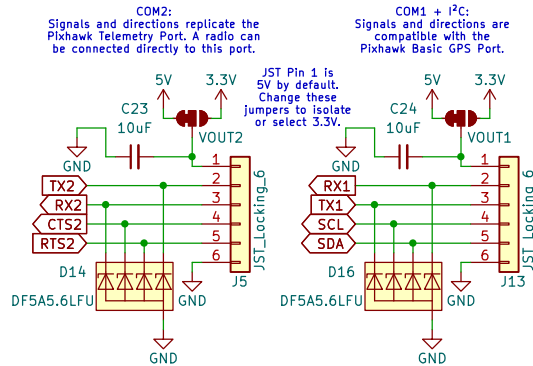 COM2:
Signals and directions replicate the
Pixhawk Telemetry Port. A radio can
be connected directly to this port.
COM1 + I²C:
Signals and directions are
compatible with the
Pixhawk Basic GPS Port.
JST Pin 1 is
5V by default.
Change these
jumpers to isolate
or select 3.3V.
5V
3.3V
C23
10uF
VOUT2
GND
1
2
3
4
5
6
TX2
RX2
CTS2
RTS2
JST_Locking_6
J5
D14
DF5A5.6LFU
GND
GND
5V
3.3V
C24
10uF
VOUT1
GND
1
2
3
4
5
6
RX1
TX1
SCL
SDA
JST_Locking_6
J13
D16
DF5A5.6LFU
GND
GND